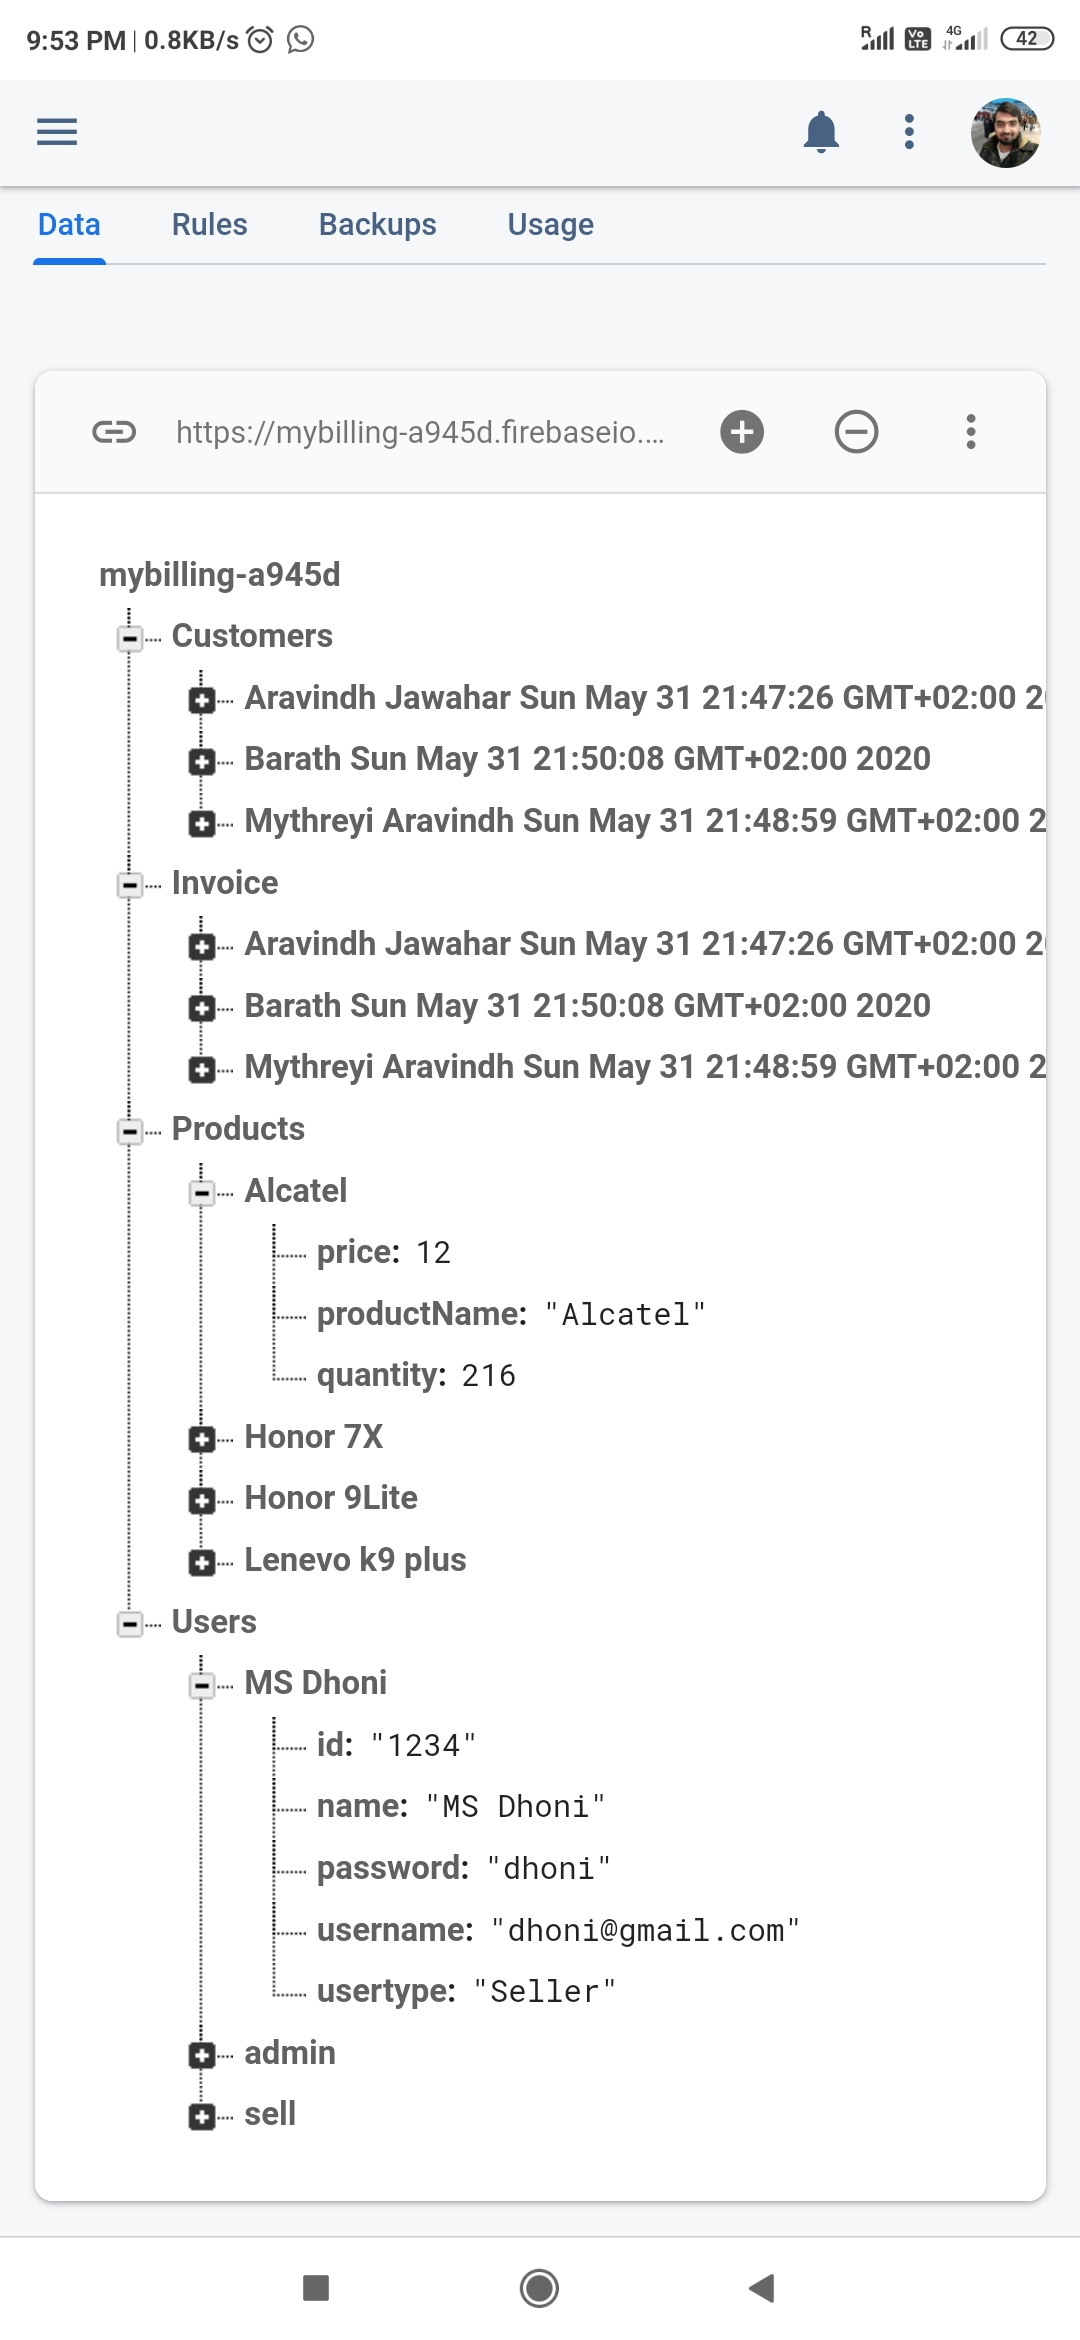 9:53 PM | 0.8KB/s
R
Vo LTE
4G
42
Data Rules Backups Usage
https://mybilling-a945d.firebaseio....
mybilling-a945d
Customers
Aravindh Jawahar Sun May 31 21:47:26 GMT+02:00 2
Barath Sun May 31 21:50:08 GMT+02:00 2020
Mythreyi Aravindh Sun May 31 21:48:59 GMT+02:00 2
Invoice
Aravindh Jawahar Sun May 31 21:47:26 GMT+02:00 2
Barath Sun May 31 21:50:08 GMT+02:00 2020
Mythreyi Aravindh Sun May 31 21:48:59 GMT+02:00 2
Products
Alcatel
price: 12
productName: "Alcatel"
quantity: 216
Honor 7X
Honor 9Lite
Lenevo k9 plus
Users
MS Dhoni
id: "1234"
name: "MS Dhoni"
password: "dhoni"
username: "dhoni@gmail.com"
usertype: "Seller"
admin
sell